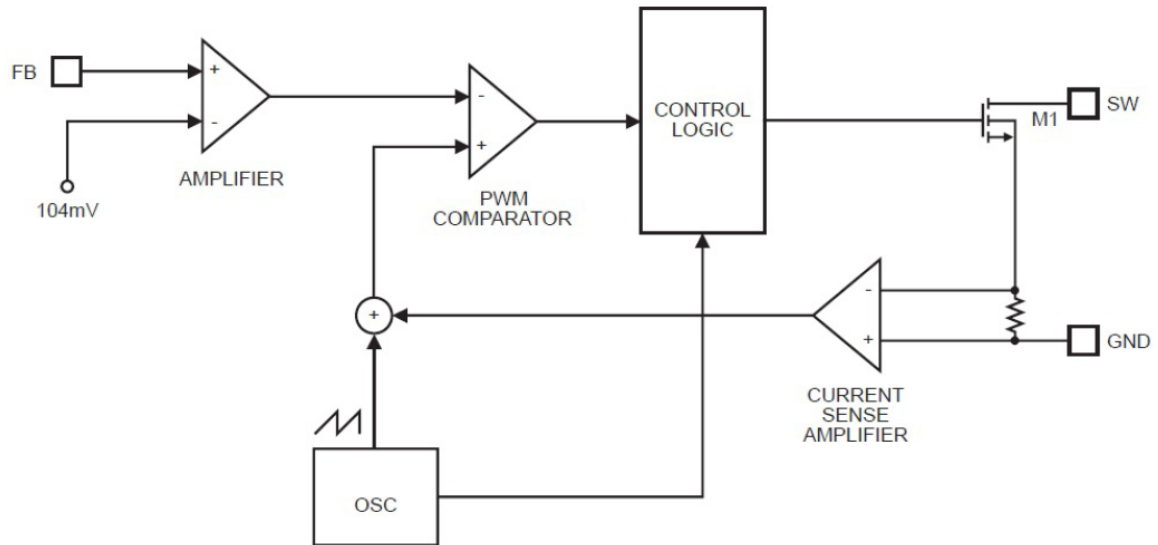 FB
+
-
AMPLIFIER
104mV
-
+
PWM
COMPARATOR
CONTROL
LOGIC
M1
SW
+
-
+
GND
CURRENT
SENSE
AMPLIFIER
OSC